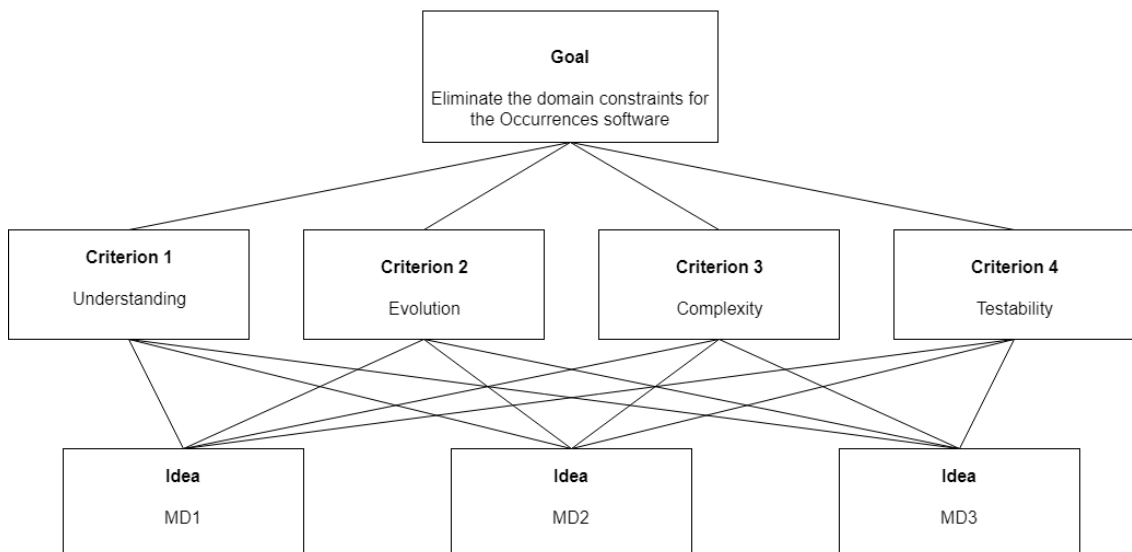 Goal
Eliminate the domain constraints for
the Occurrences software
Criterion 1
Understanding
Criterion 2
Evolution
Criterion 3
Complexity
Criterion 4
Testability
Idea
MD1
Idea
MD2
Idea
MD3